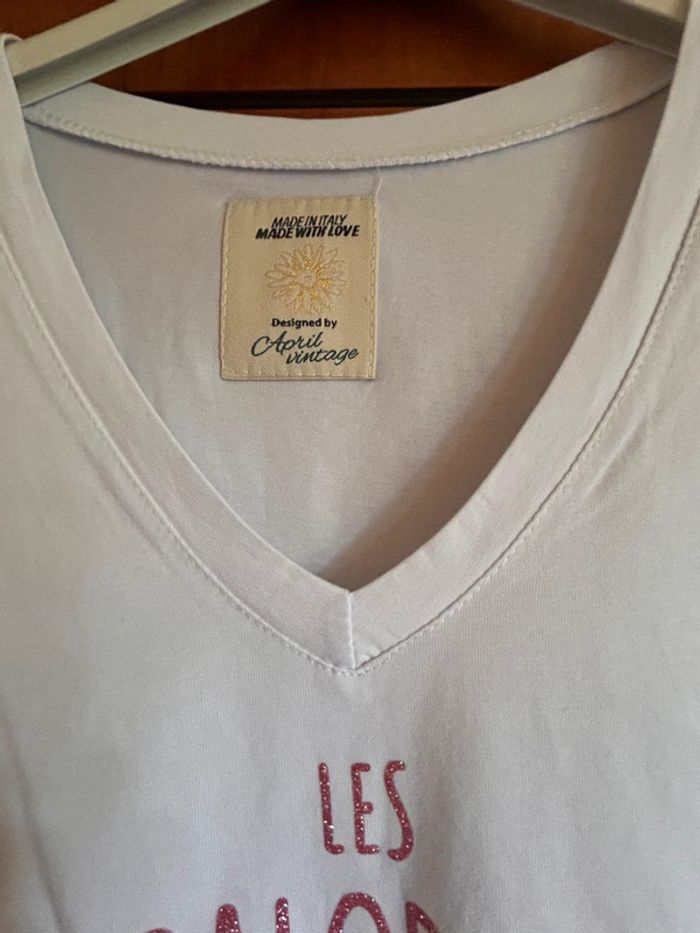 MADE IN ITALY
MADE WITH LOVE
Designed by
April
vintage
LES